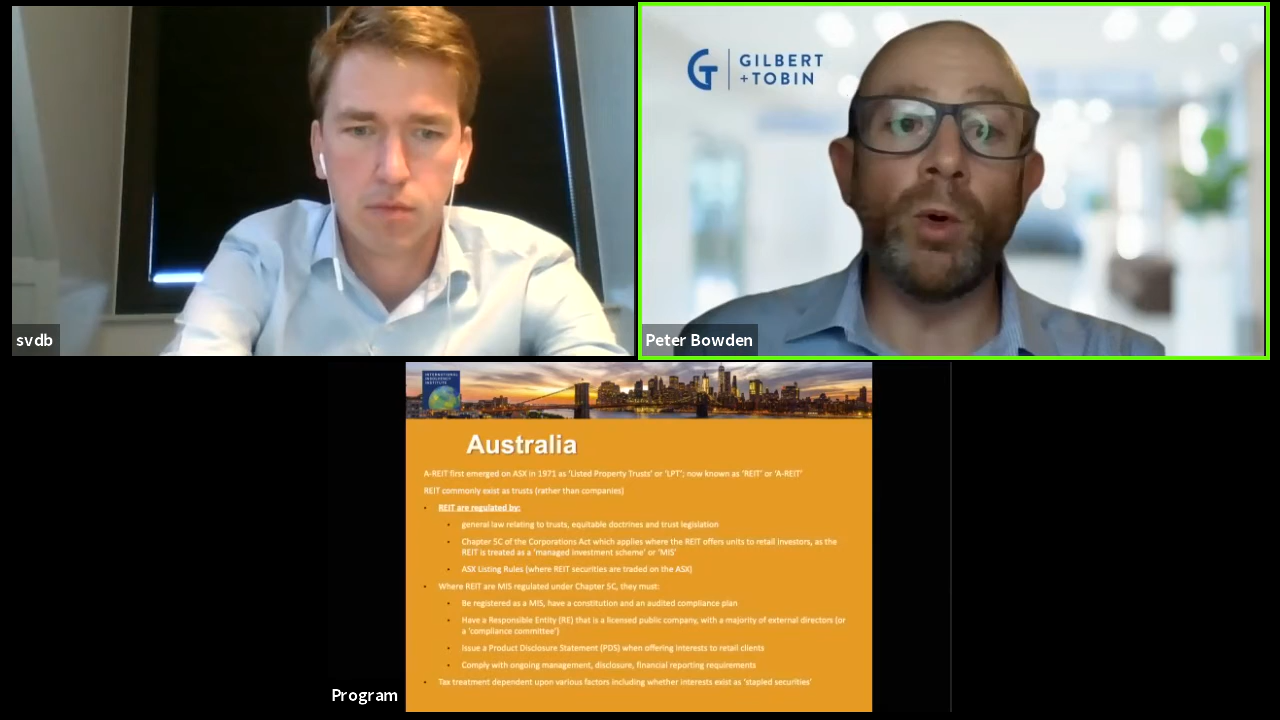 GILBERT
+TOBIN
svdb
Peter Bowden
INTERNATIONAL
INSOLVENCY
INSTITUTE
Australia
A-REIT first emerged on ASX in 1971 as 'Listed Property Trusts' or 'LPT'; now known as 'REIT' or 'A-REIT'
REIT commonly exist as trusts (rather than companies)
• REIT are regulated by:
• general law relating to trusts, equitable doctrines and trust legislation
• Chapter 5C of the Corporations Act which applies where the REIT offers units to retail investors, as the
REIT is treated as a 'managed investment scheme' or 'MIS'
• ASX Listing Rules (where REIT securities are traded on the ASX)
• Where REIT are MIS regulated under Chapter 5C, they must:
• Be registered as a MIS, have a constitution and an audited compliance plan
• Have a Responsible Entity (RE) that is a licensed public company, with a majority of external directors (or
a 'compliance committee')
• Issue a Product Disclosure Statement (PDS) when offering interests to retail clients
• Comply with ongoing management, disclosure, financial reporting requirements
• Tax treatment dependent upon various factors including whether interests exist as 'stapled securities'
Program